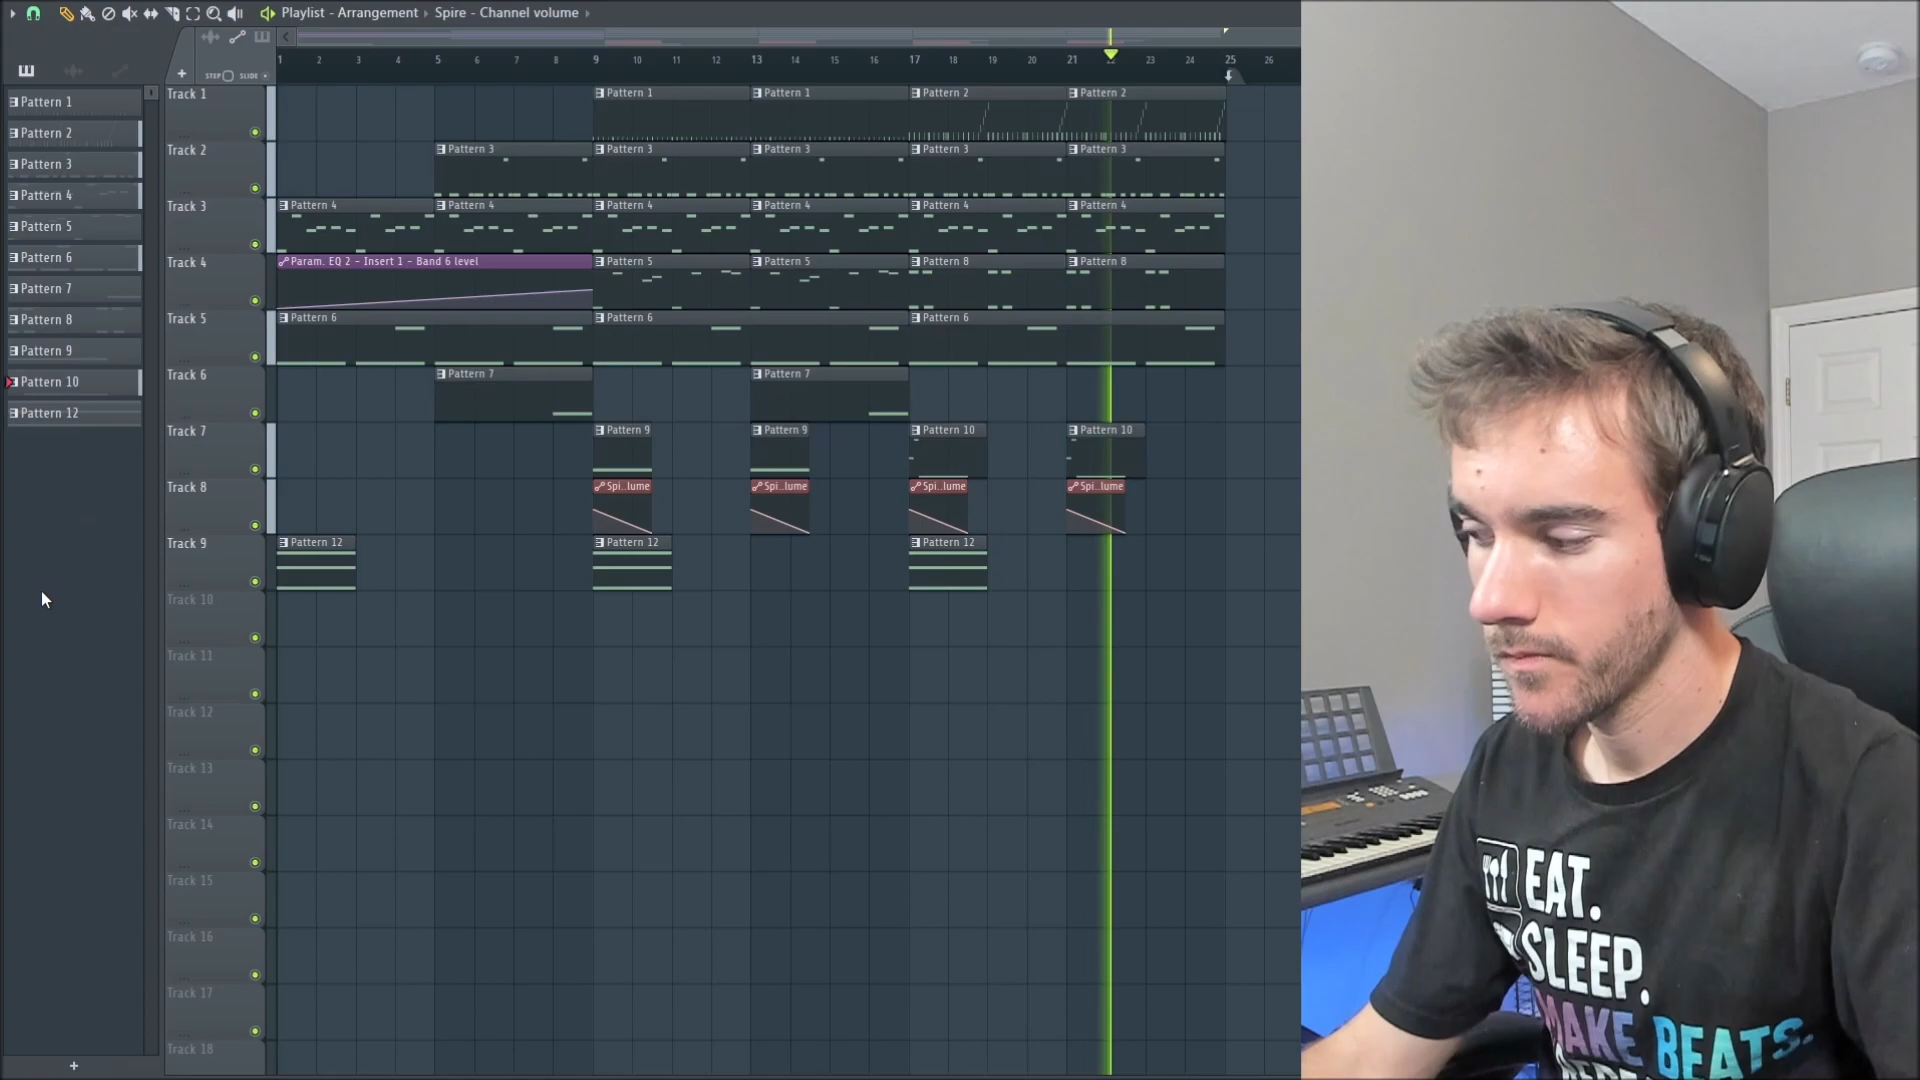 Playlist - Arrangement › Spire - Channel volume ›
STEP SLIDE
1 2 3 4 5 6 7 8 9 10 11 12 13 14 15 16 17 18 19 20 21 22 23 24 25 26
Pattern 1
Pattern 2
Pattern 3
Pattern 4
Pattern 5
Pattern 6
Pattern 7
Pattern 8
Pattern 9
Pattern 10
Pattern 12
Track 1 Pattern 1 Pattern 1 Pattern 2 Pattern 2
Track 2 Pattern 3 Pattern 3 Pattern 3 Pattern 3 Pattern 3
Track 3 Pattern 4 Pattern 4 Pattern 4 Pattern 4 Pattern 4 Pattern 4
Track 4 Param. EQ 2 - Insert 1 - Band 6 level Pattern 5 Pattern 5 Pattern 8 Pattern 8
Track 5 Pattern 6 Pattern 6 Pattern 6
Track 6 Pattern 7 Pattern 7
Track 7 Pattern 9 Pattern 9 Pattern 10 Pattern 10
Track 8 Spi..lume Spi..lume Spi..lume Spi..lume
Track 9 Pattern 12 Pattern 12 Pattern 12
Track 10
Track 11
Track 12
Track 13
Track 14
Track 15
Track 16
Track 17
Track 18
EAT.
SLEEP.
MAKE BEATS.